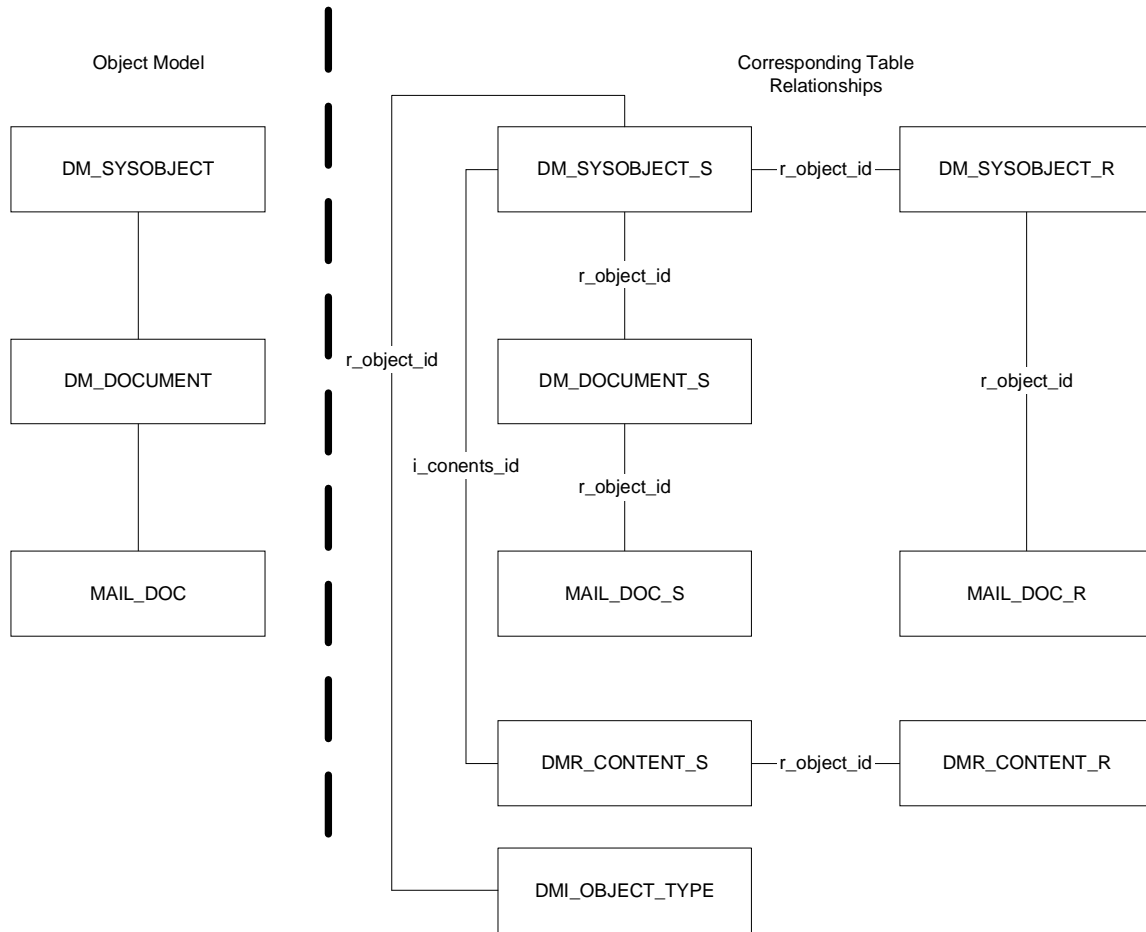 Object Model
Corresponding Table
Relationships
DM_SYSOBJECT
DM_SYSOBJECT_S
r_object_id
DM_SYSOBJECT_R
r_object_id
r_object_id
DM_DOCUMENT
DM_DOCUMENT_S
r_object_id
i_conents_id
r_object_id
MAIL_DOC
MAIL_DOC_S
MAIL_DOC_R
DMR_CONTENT_S
r_object_id
DMR_CONTENT_R
DMI_OBJECT_TYPE